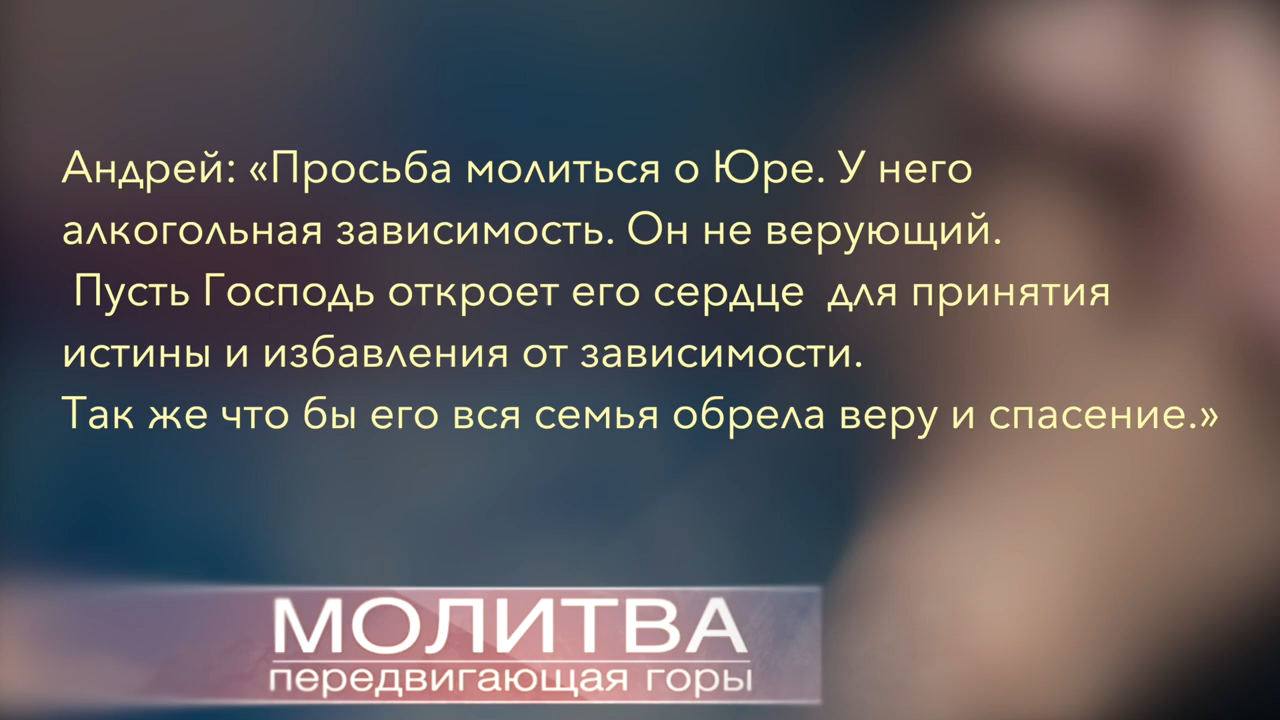 Андрей: «Просьба молиться о Юре. У него
алкогольная зависимость. Он не верующий.
Пусть Господь откроет его сердце  для принятия
истины и избавления от зависимости.
Так же что бы его вся семья обрела веру и спасение.»
МОЛИТВА
передвигающая горы